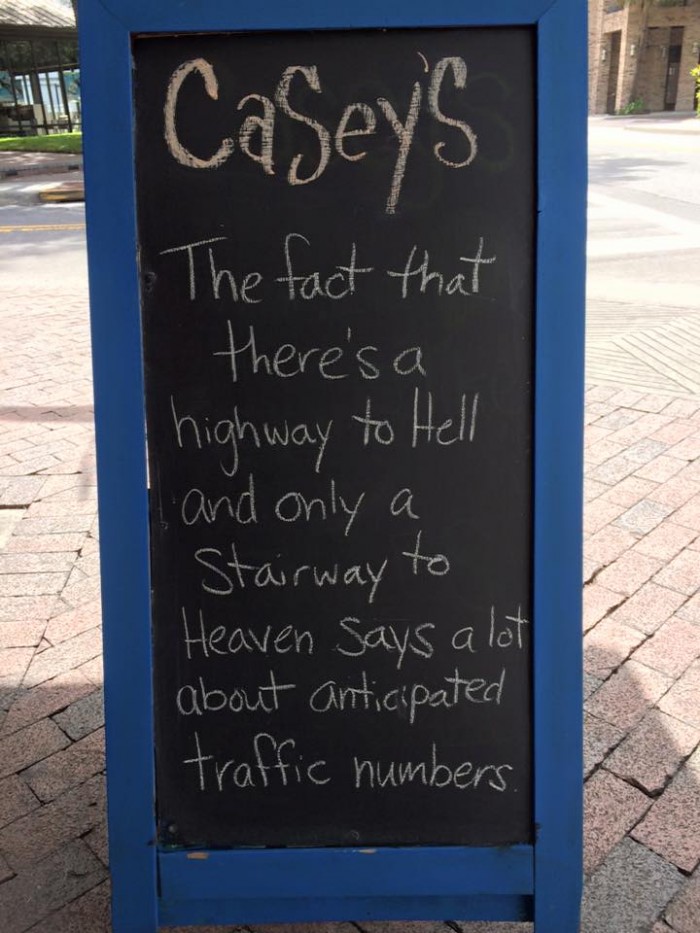 Casey's
The fact that
there's a
highway to Hell
and only a
Stairway to
Heaven says a lot
about anticipated
traffic numbers.